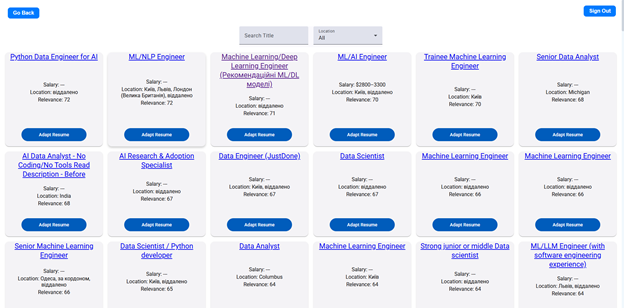 Go Back
Sign Out
Search Title
Location
All
Python Data Engineer for AI
Salary: ---
Location: Київ, віддалено
Relevance: 72
Adapt Resume
ML/NLP Engineer
Salary: ---
Location: Київ, Львів, Лондон
(Велика Британія), віддалено
Relevance: 72
Adapt Resume
Machine Learning/Deep
Learning Engineer
(Рекомендаційні ML/DL
моделі)
Salary: ---
Location: віддалено
Relevance: 71
Adapt Resume
ML/AI Engineer
Salary: $2800–3300
Location: Київ, віддалено
Relevance: 70
Adapt Resume
Trainee Machine Learning
Engineer
Salary: ---
Location: Київ
Relevance: 70
Adapt Resume
Senior Data Analyst
Salary: ---
Location: Michigan
Relevance: 68
Adapt Resume
AI Data Analyst - No
Coding/No Tools Read
Description - Before
Salary: ---
Location: India
Relevance: 68
Adapt Resume
AI Research & Adoption
Specialist
Salary: ---
Location: Київ, віддалено
Relevance: 67
Adapt Resume
Data Engineer (JustDone)
Salary: ---
Location: Київ, віддалено
Relevance: 67
Adapt Resume
Data Scientist
Salary: ---
Location: Київ, віддалено
Relevance: 67
Adapt Resume
Machine Learning Engineer
Salary: ---
Location: Київ, віддалено
Relevance: 66
Adapt Resume
Machine Learning Engineer
Salary: ---
Location: віддалено
Relevance: 66
Adapt Resume
Senior Machine Learning
Engineer
Salary: ---
Location: Одеса, за кордоном,
віддалено
Relevance: 66
Data Scientist / Python
developer
Salary: ---
Location: Київ, віддалено
Relevance: 65
Data Analyst
Salary: ---
Location: Columbus
Relevance: 64
Machine Learning Engineer
Salary: ---
Location: Київ
Relevance: 64
Strong junior or middle Data
scientist
Salary: ---
Location: Київ, віддалено
Relevance: 64
ML/LLM Engineer (with
software engineering
experience)
Salary: ---
Location: Львів, віддалено
Relevance: 64